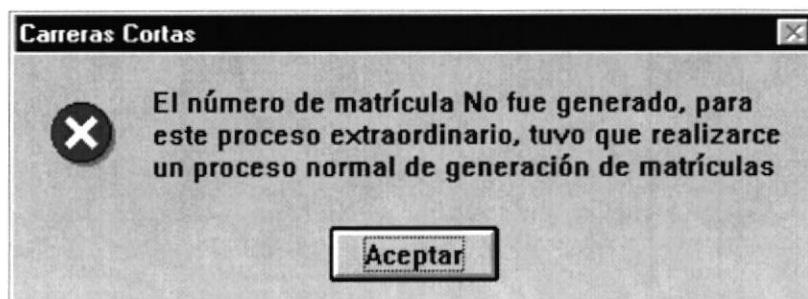 Carreras Cortas
El número de matrícula No fue generado, para
este proceso extraordinario, tuvo que realizarce
un proceso normal de generación de matrículas
Aceptar